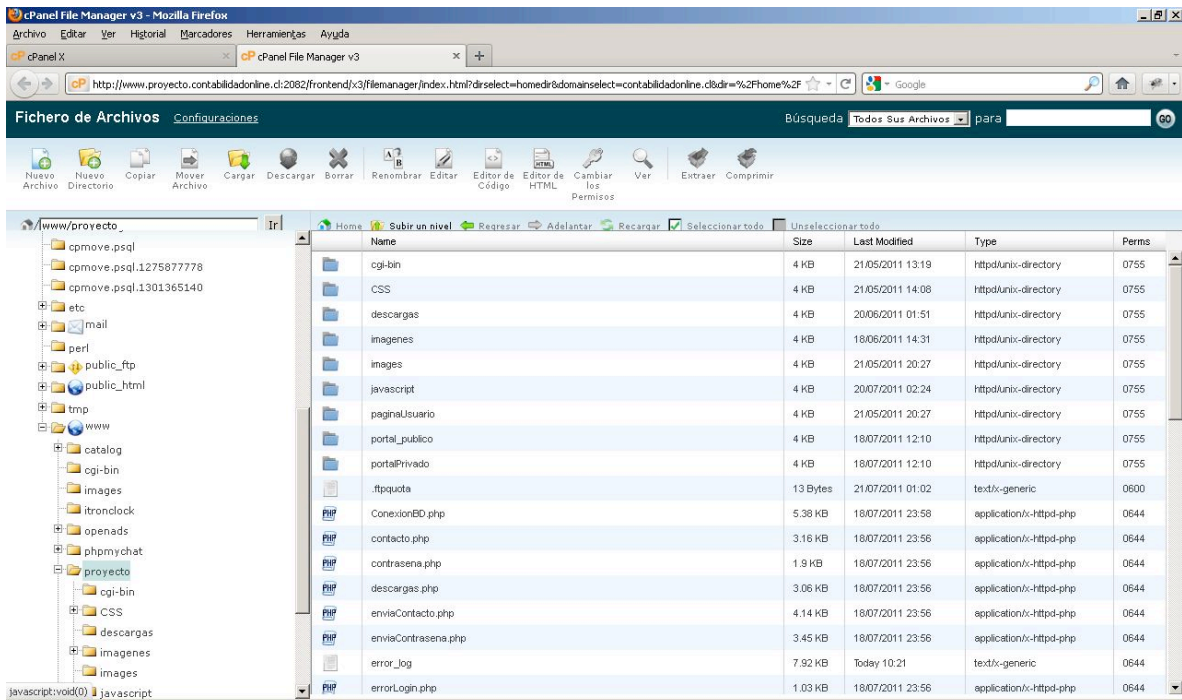 cPanel File Manager v3 - Mozilla Firefox
Archivo Editar Ver Historial Marcadores Herramientas Ayuda
cPanel X
cPanel File Manager v3
http://www.proyecto.contabilidadonline.cl:2082/frontend/x3/filemanager/index.html?dirselect=homedir&domainselect=contabilidadonline.cl&dir=%2Fhome%2F
Google
Fichero de Archivos Configuraciones
Búsqueda Todos Sus Archivos para GO
Nuevo Archivo
Nuevo Directorio
Copiar
Mover Archivo
Cargar
Descargar
Borrar
Renombrar
Editar
Editor de Código
Editor de HTML
Cambiar los Permisos
Ver
Extraer
Comprimir
/www/proyecto Ir
Home Subir un nivel Regresar Adelantar Recargar Seleccionar todo Unseleccionar todo
cpmove.psql
cpmove.psql.1275877778
cpmove.psql.1301365140
etc
mail
perl
public_ftp
public_html
tmp
www
catalog
cgi-bin
images
itronclock
openads
phpmychat
proyecto
cgi-bin
CSS
descargas
imagenes
images
javascript
javascript:void(0)
Name Size Last Modified Type Perms
cgi-bin 4 KB 21/05/2011 13:19 httpd/unix-directory 0755
CSS 4 KB 21/05/2011 14:08 httpd/unix-directory 0755
descargas 4 KB 20/06/2011 01:51 httpd/unix-directory 0755
imagenes 4 KB 18/06/2011 14:31 httpd/unix-directory 0755
images 4 KB 21/05/2011 20:27 httpd/unix-directory 0755
javascript 4 KB 20/07/2011 02:24 httpd/unix-directory 0755
paginaUsuario 4 KB 21/05/2011 20:27 httpd/unix-directory 0755
portal_publico 4 KB 18/07/2011 12:10 httpd/unix-directory 0755
portalPrivado 4 KB 18/07/2011 12:10 httpd/unix-directory 0755
.ftpquota 13 Bytes 21/07/2011 01:02 text/x-generic 0600
ConexionBD.php 5.38 KB 18/07/2011 23:58 application/x-httpd-php 0644
contacto.php 3.16 KB 18/07/2011 23:56 application/x-httpd-php 0644
contrasena.php 1.9 KB 18/07/2011 23:56 application/x-httpd-php 0644
descargas.php 3.06 KB 18/07/2011 23:56 application/x-httpd-php 0644
enviaContacto.php 4.14 KB 18/07/2011 23:56 application/x-httpd-php 0644
enviaContrasena.php 3.45 KB 18/07/2011 23:56 application/x-httpd-php 0644
error_log 7.92 KB Today 10:21 text/x-generic 0644
errorLogin.php 1.03 KB 18/07/2011 23:56 application/x-httpd-php 0644